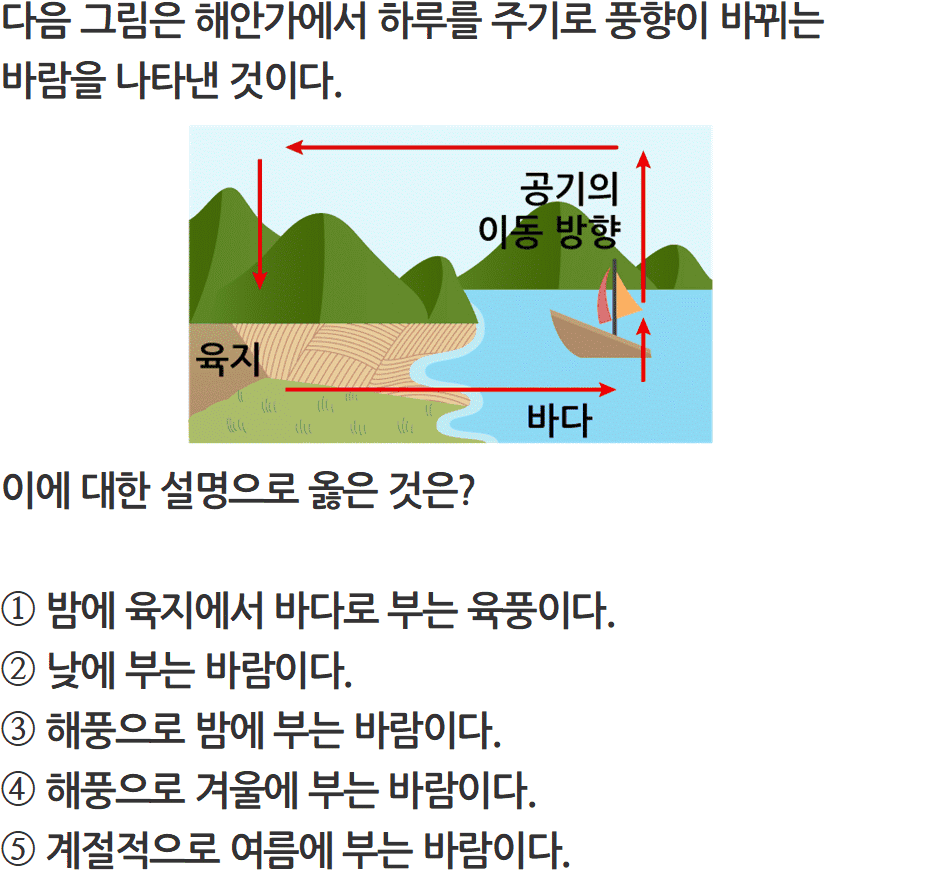 다음 그림은 해안가에서 하루를 주기로 풍향이 바뀌는
바람을 나타낸 것이다.
공기의
이동 방향
육지
바다
이에 대한 설명으로 옳은 것은?
① 밤에 육지에서 바다로 부는 육풍이다.
② 낮에 부는 바람이다.
③ 해풍으로 밤에 부는 바람이다.
④ 해풍으로 겨울에 부는 바람이다.
⑤ 계절적으로 여름에 부는 바람이다.